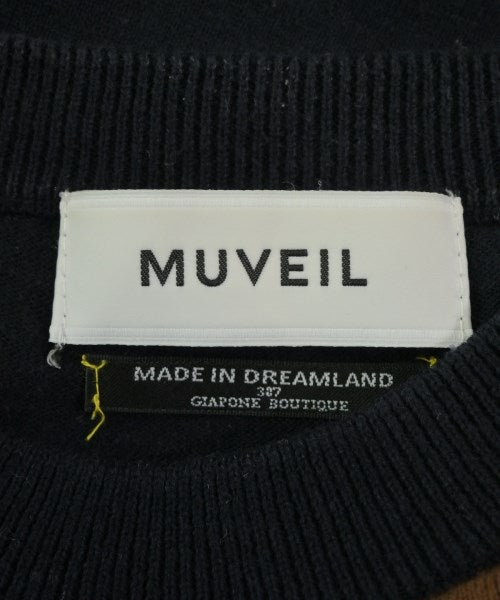 MUVEIL
MADE IN DREAMLAND
387
GIAPONE BOUTIQUE